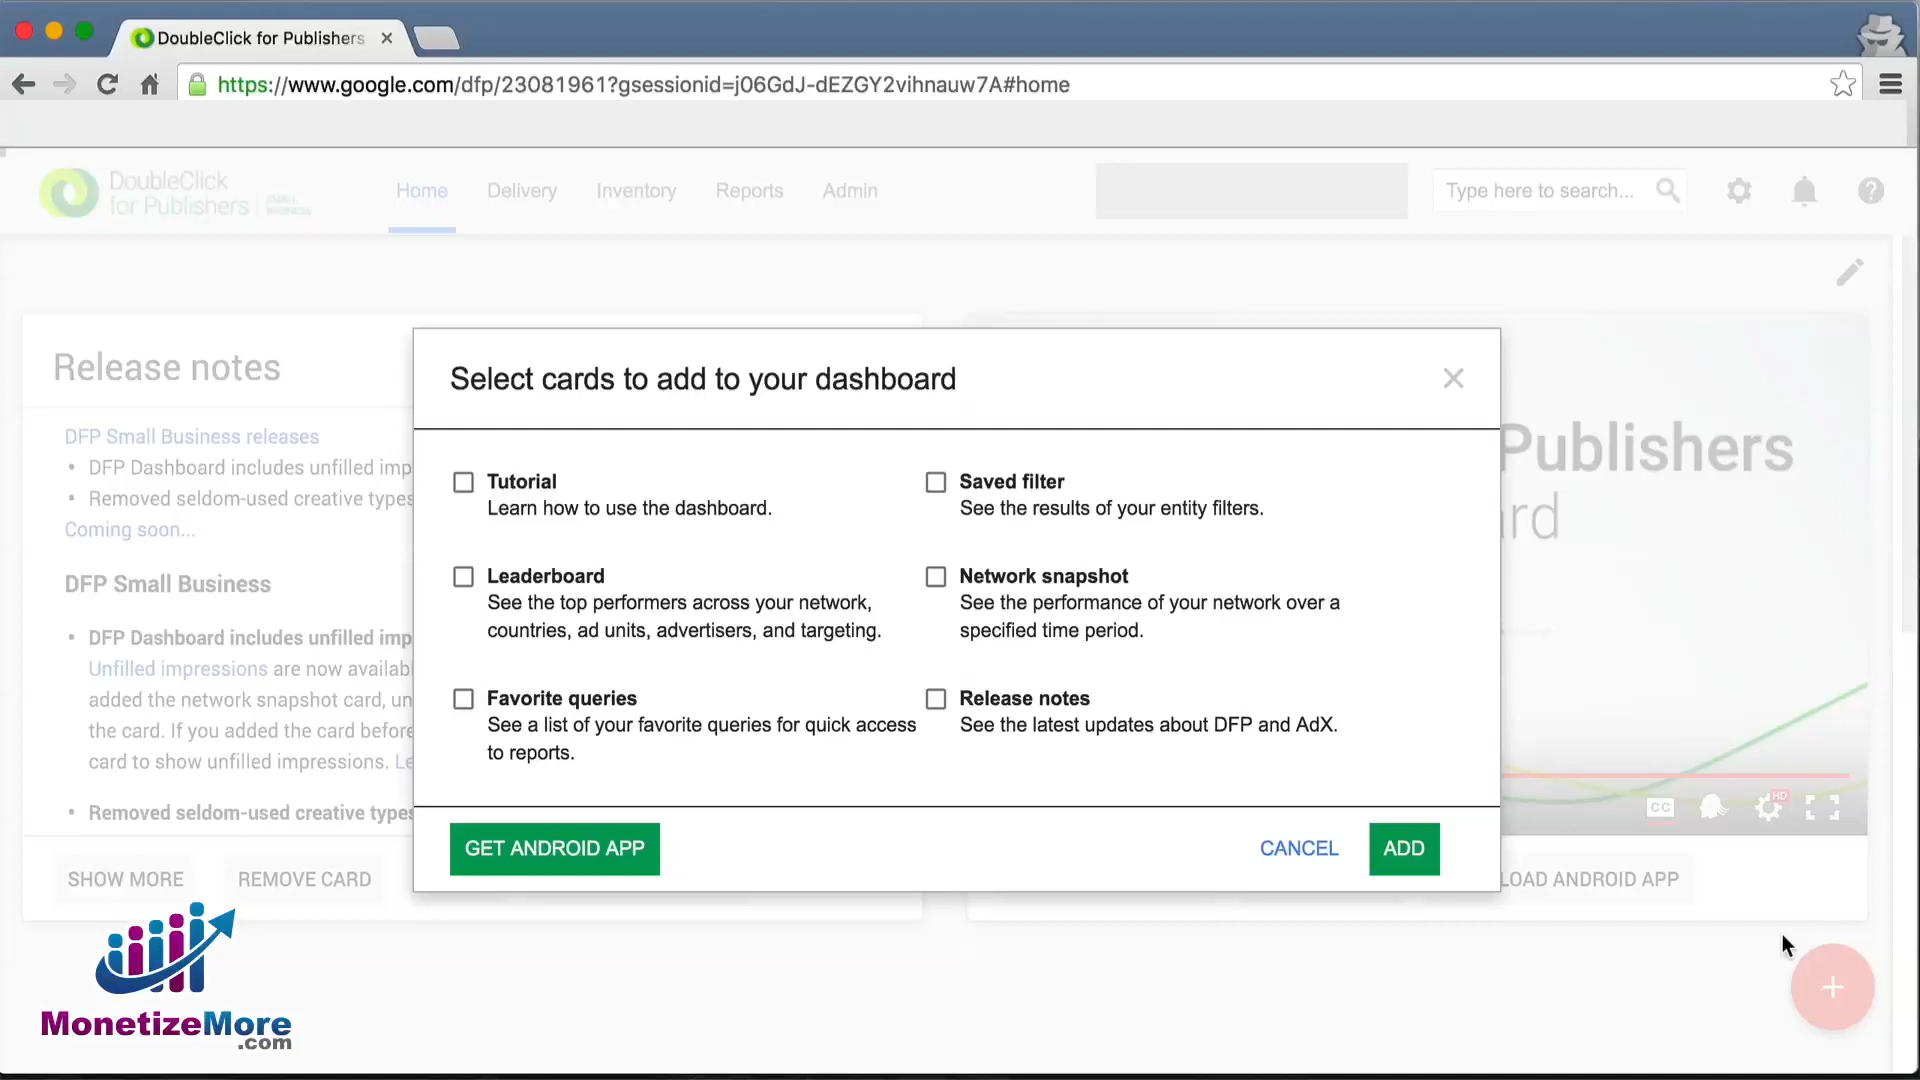 DoubleClick for Publishers
https://www.google.com/dfp/23081961?gsessionid=j06GdJ-dEZGY2vihnauw7A#home
DoubleClick
for Publishers
SMALL
BUSINESS
Home
Delivery
Inventory
Reports
Admin
Type here to search...
Release notes
DFP Small Business releases
• DFP Dashboard includes unfilled imp
• Removed seldom-used creative types
Coming soon...
DFP Small Business
• DFP Dashboard includes unfilled imp
Unfilled impressions are now availabl
added the network snapshot card, un
the card. If you added the card before
card to show unfilled impressions. Le
• Removed seldom-used creative types
SHOW MORE
REMOVE CARD
Select cards to add to your dashboard
Tutorial
Learn how to use the dashboard.
Saved filter
See the results of your entity filters.
Leaderboard
See the top performers across your network,
countries, ad units, advertisers, and targeting.
Network snapshot
See the performance of your network over a
specified time period.
Favorite queries
See a list of your favorite queries for quick access
to reports.
Release notes
See the latest updates about DFP and AdX.
GET ANDROID APP
CANCEL
ADD
Publishers
ard
CC
HD
LOAD ANDROID APP
MonetizeMore
.com